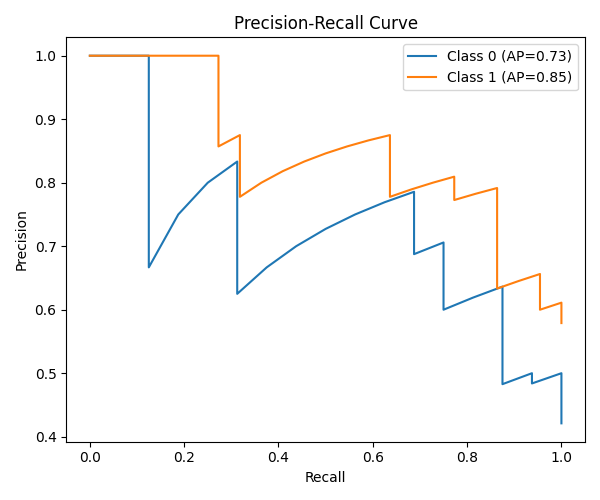 Precision-Recall Curve
Class 0 (AP=0.73)
Class 1 (AP=0.85)
1.0
0.9
0.8
0.7
0.6
0.5
0.4
Precision
0.0 0.2 0.4 0.6 0.8 1.0
Recall